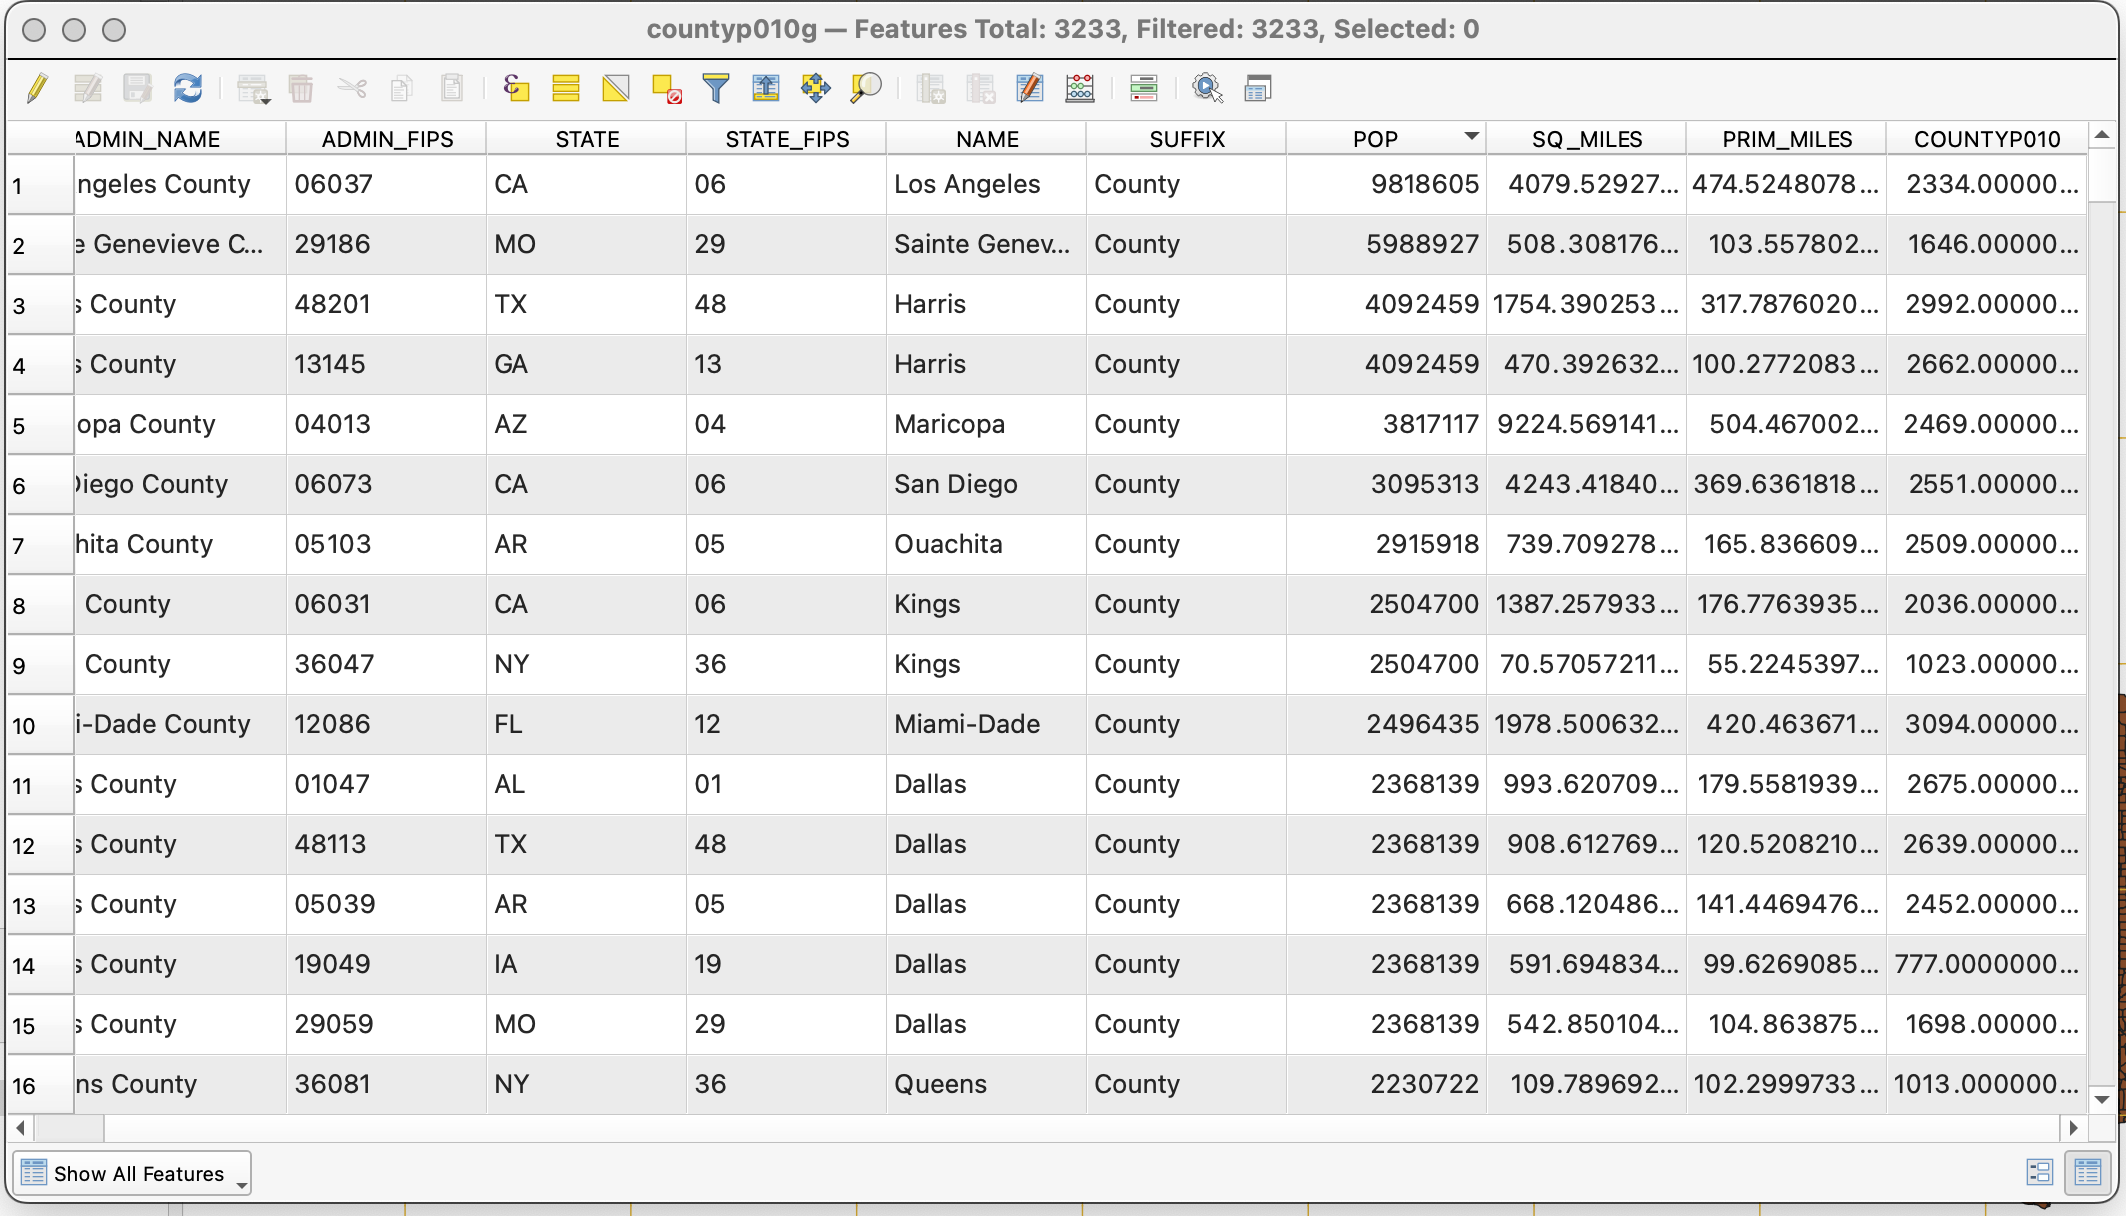 countyp010g — Features Total: 3233, Filtered: 3233, Selected: 0
ADMIN_NAME ADMIN_FIPS STATE STATE_FIPS NAME SUFFIX POP SQ_MILES PRIM_MILES COUNTYP010
1 ngeles County 06037 CA 06 Los Angeles County 9818605 4079.52927... 474.5248078... 2334.00000...
2 e Genevieve C... 29186 MO 29 Sainte Genev... County 5988927 508.308176... 103.557802... 1646.00000...
3 s County 48201 TX 48 Harris County 4092459 1754.390253... 317.7876020... 2992.00000...
4 s County 13145 GA 13 Harris County 4092459 470.392632... 100.2772083... 2662.00000...
5 opa County 04013 AZ 04 Maricopa County 3817117 9224.569141... 504.467002... 2469.00000...
6 Diego County 06073 CA 06 San Diego County 3095313 4243.41840... 369.6361818... 2551.00000...
7 hita County 05103 AR 05 Ouachita County 2915918 739.709278... 165.836609... 2509.00000...
8 County 06031 CA 06 Kings County 2504700 1387.257933... 176.7763935... 2036.00000...
9 County 36047 NY 36 Kings County 2504700 70.57057211... 55.2245397... 1023.00000...
10 i-Dade County 12086 FL 12 Miami-Dade County 2496435 1978.500632... 420.463671... 3094.00000...
11 s County 01047 AL 01 Dallas County 2368139 993.620709... 179.5581939... 2675.00000...
12 s County 48113 TX 48 Dallas County 2368139 908.612769... 120.5208210... 2639.00000...
13 s County 05039 AR 05 Dallas County 2368139 668.120486... 141.4469476... 2452.00000...
14 s County 19049 IA 19 Dallas County 2368139 591.694834... 99.6269085... 777.0000000...
15 s County 29059 MO 29 Dallas County 2368139 542.850104... 104.863875... 1698.00000...
16 ns County 36081 NY 36 Queens County 2230722 109.789692... 102.2999733... 1013.000000...
Show All Features